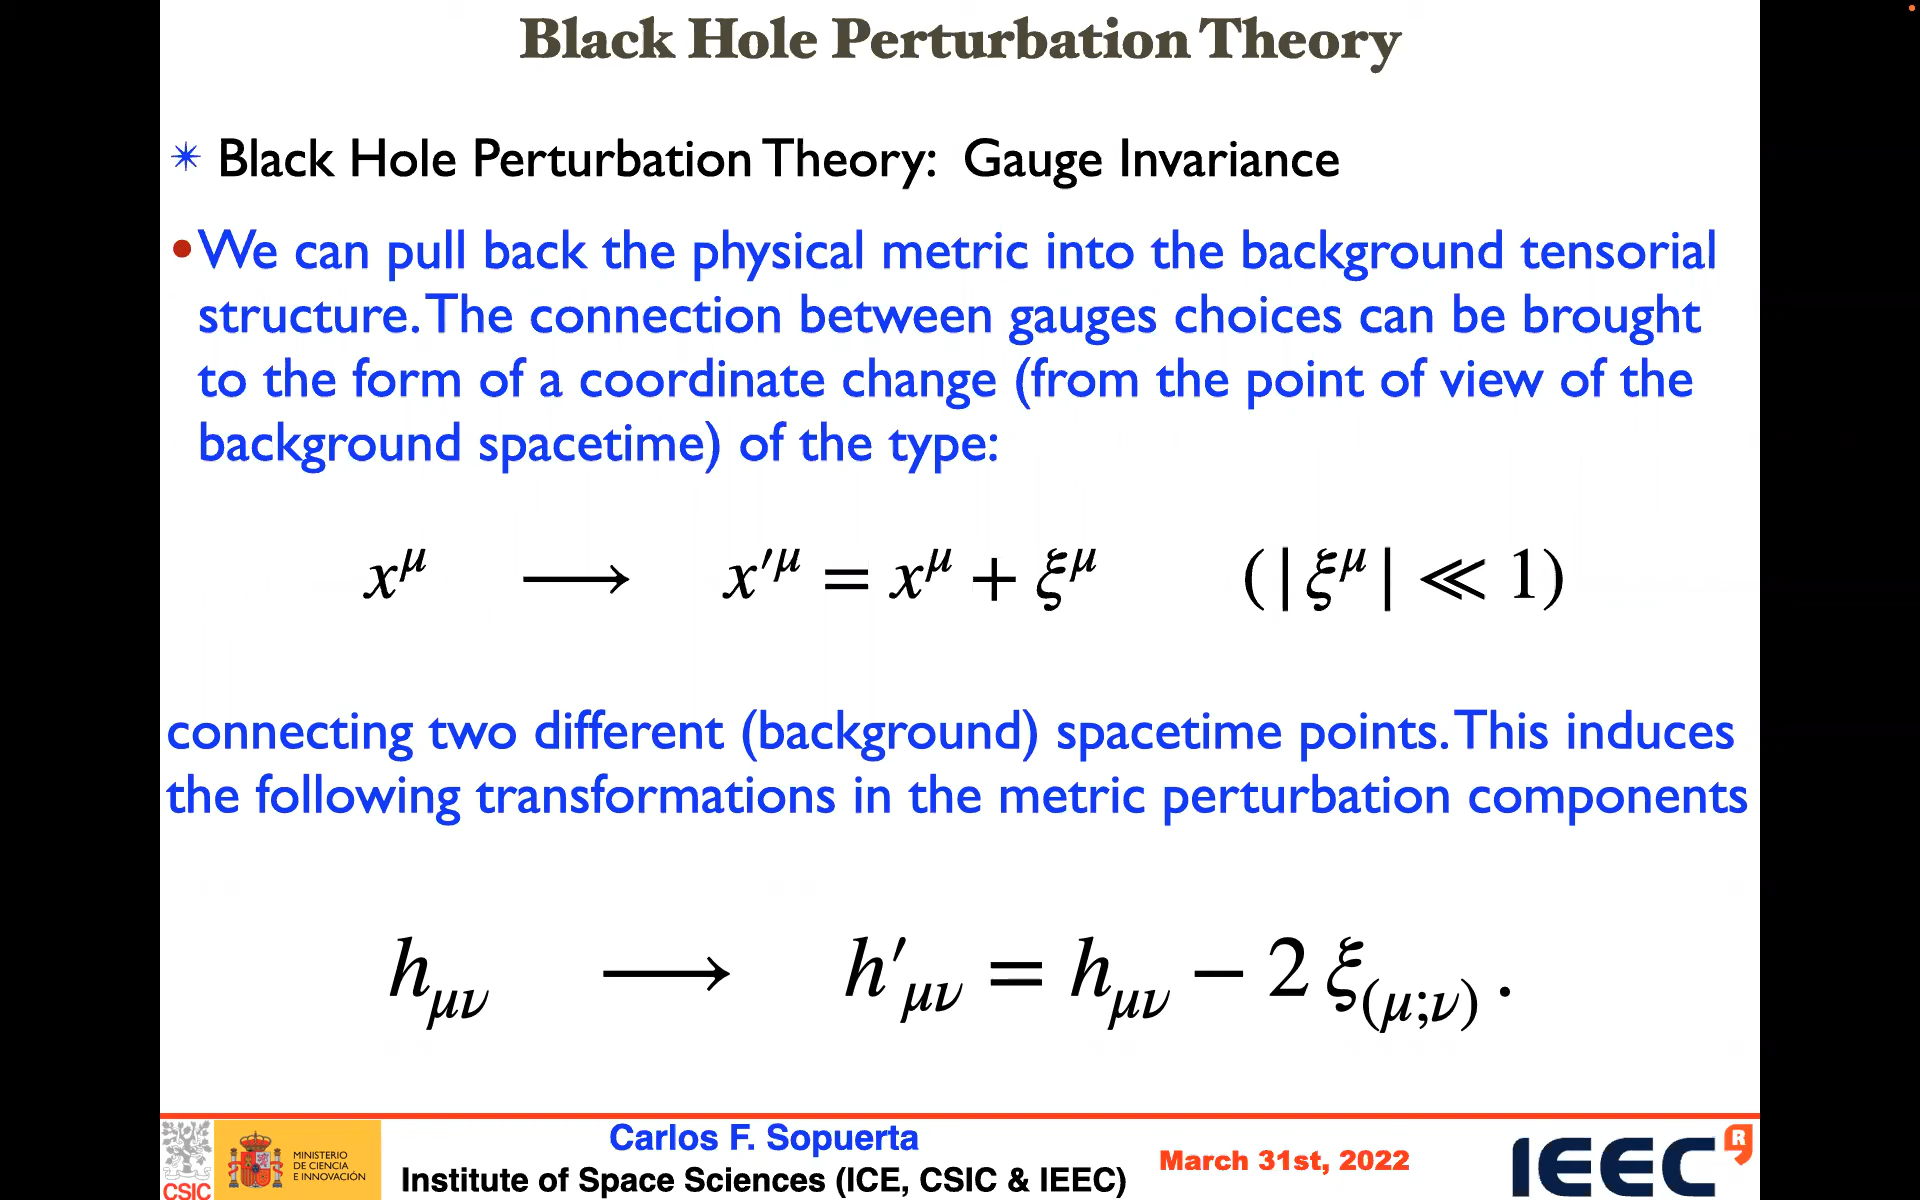 Black Hole Perturbation Theory
✴ Black Hole Perturbation Theory: Gauge Invariance
•We can pull back the physical metric into the background tensorial
structure. The connection between gauges choices can be brought
to the form of a coordinate change (from the point of view of the
background spacetime) of the type:
x^μ ⟶ x′^μ = x^μ + ξ^μ (|ξ^μ| ≪ 1)
connecting two different (background) spacetime points. This induces
the following transformations in the metric perturbation components
h_μν ⟶ h′_μν = h_μν − 2 ξ_(μ;ν) .
CSIC
MINISTERIO
DE CIENCIA
E INNOVACIÓN
Carlos F. Sopuerta
Institute of Space Sciences (ICE, CSIC & IEEC)
March 31st, 2022
IEEC
R